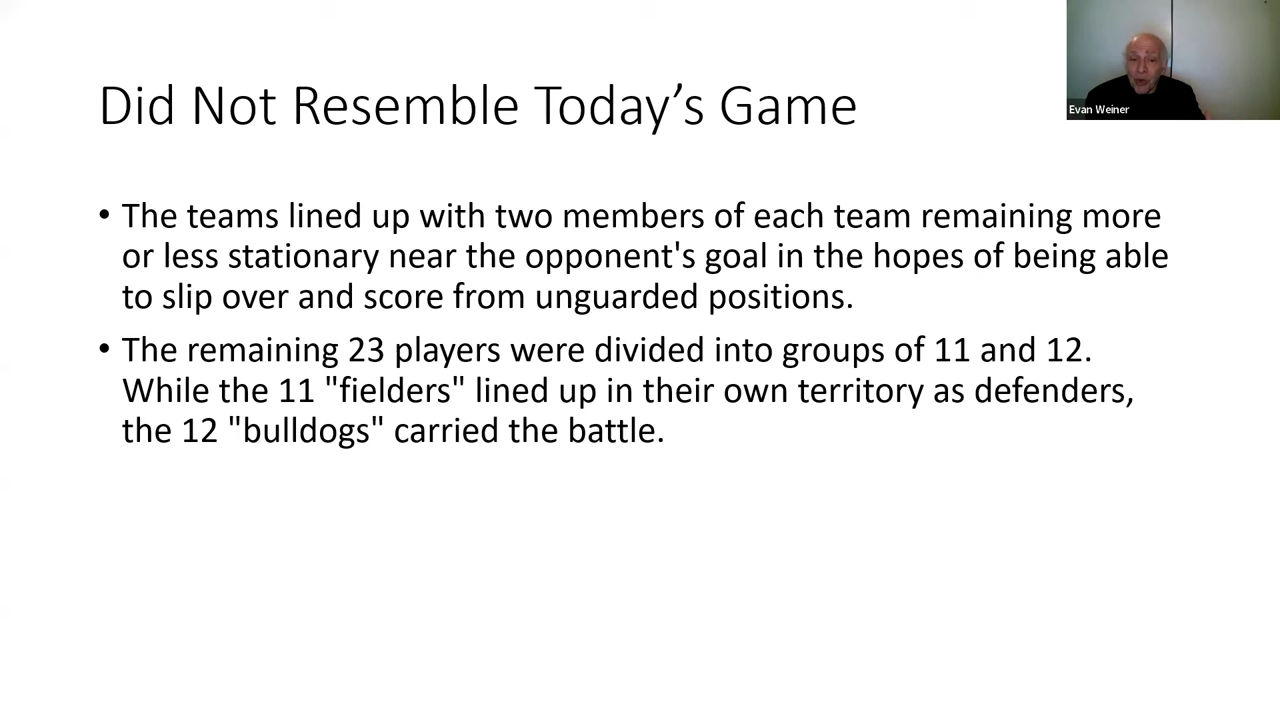 Did Not Resemble Today’s Game
Evan Weiner
• The teams lined up with two members of each team remaining more
or less stationary near the opponent's goal in the hopes of being able
to slip over and score from unguarded positions.
• The remaining 23 players were divided into groups of 11 and 12.
While the 11 "fielders" lined up in their own territory as defenders,
the 12 "bulldogs" carried the battle.